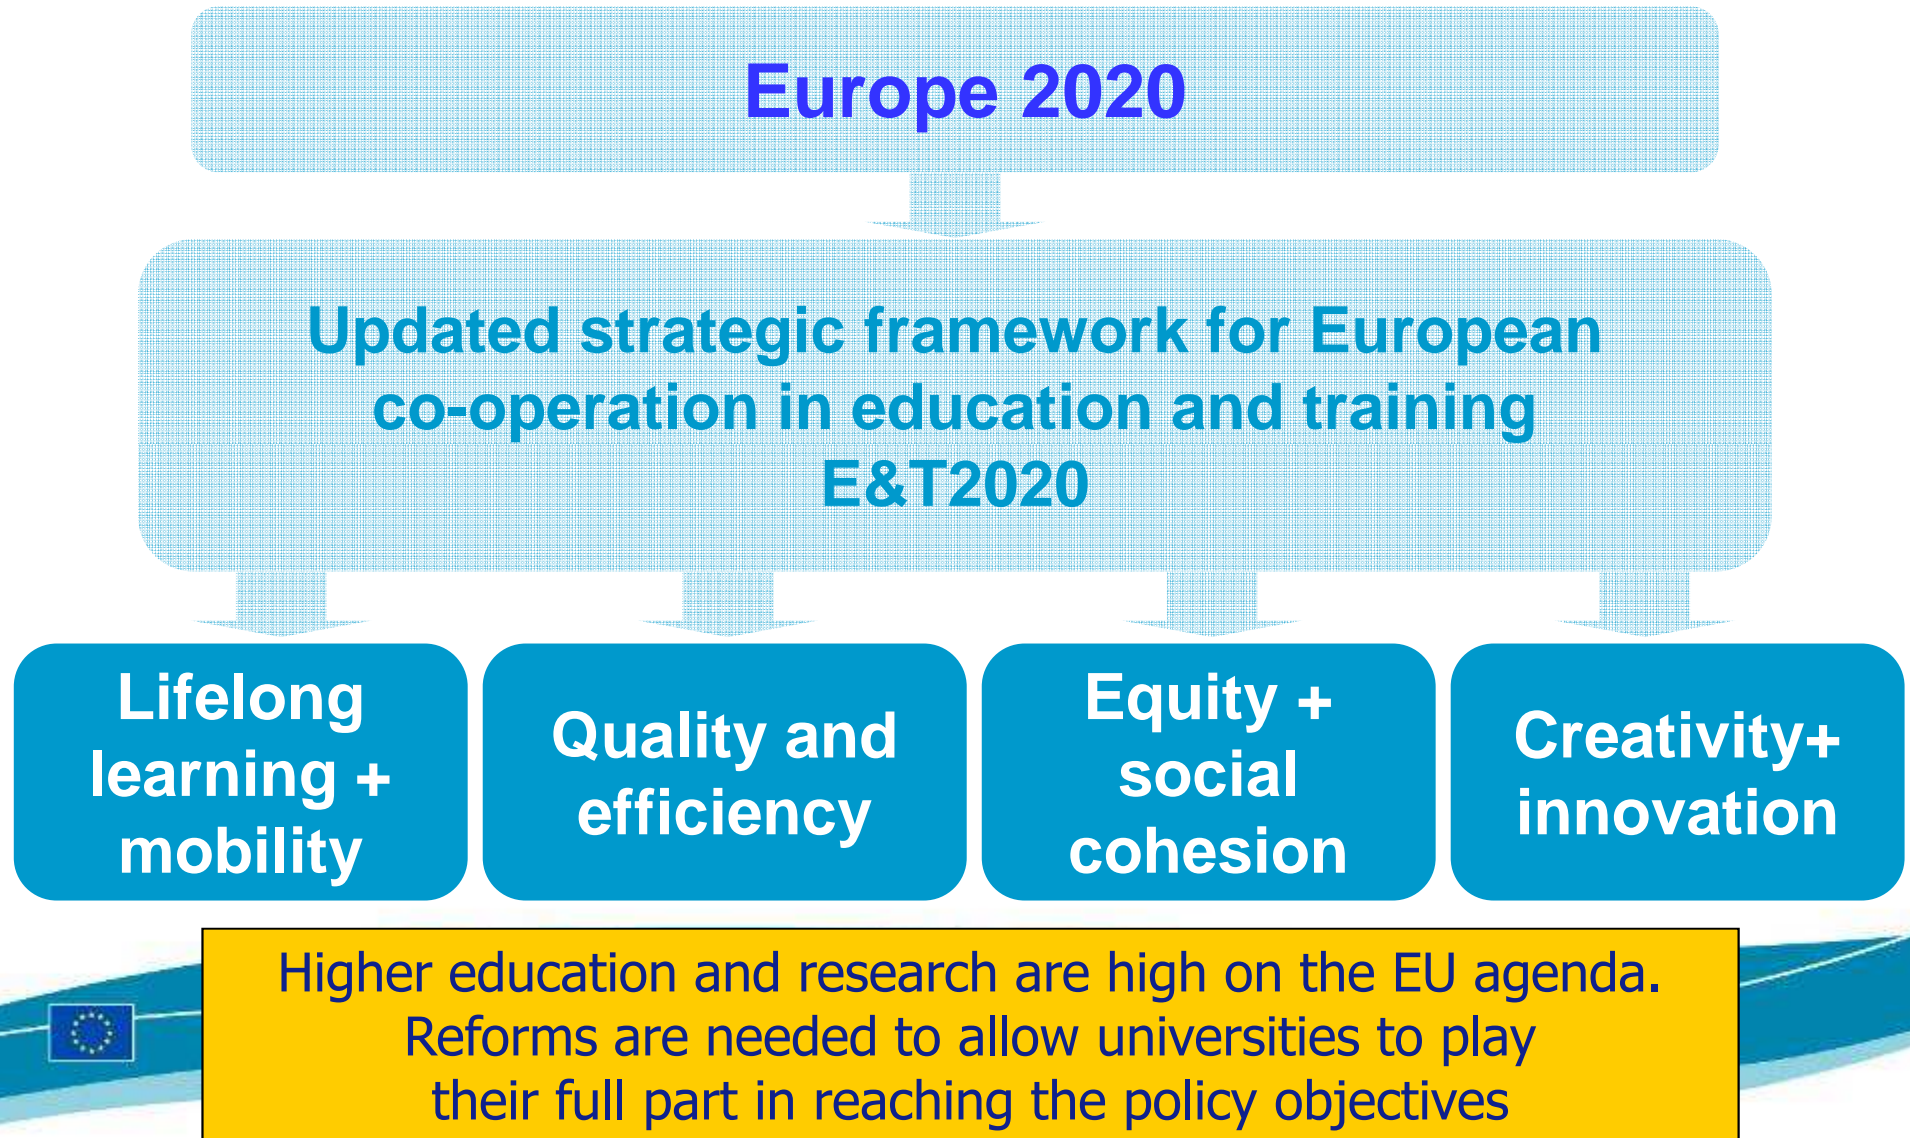 Europe 2020
Updated strategic framework for European
co-operation in education and training
E&T2020
Lifelong
learning +
mobility
Quality and
efficiency
Equity +
social
cohesion
Creativity+
innovation
Higher education and research are high on the EU agenda.
Reforms are needed to allow universities to play
their full part in reaching the policy objectives